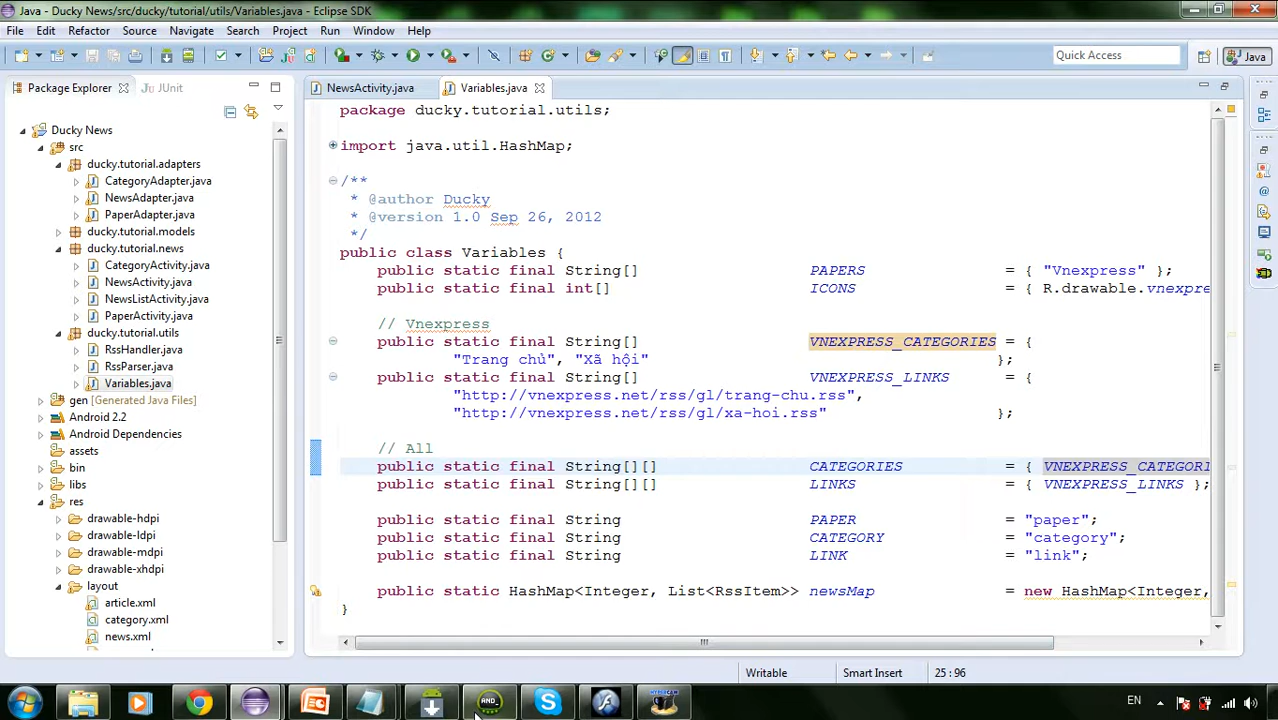 Java - Ducky News/src/ducky/tutorial/utils/Variables.java - Eclipse SDK
File Edit Refactor Source Navigate Search Project Run Window Help
Quick Access Java
Package Explorer JUnit
NewsActivity.java Variables.java
Ducky News
src
ducky.tutorial.adapters
CategoryAdapter.java
NewsAdapter.java
PaperAdapter.java
ducky.tutorial.models
ducky.tutorial.news
CategoryActivity.java
NewsActivity.java
NewsListActivity.java
PaperActivity.java
ducky.tutorial.utils
RssHandler.java
RssParser.java
Variables.java
gen [Generated Java Files]
Android 2.2
Android Dependencies
assets
bin
libs
res
drawable-hdpi
drawable-ldpi
drawable-mdpi
drawable-xhdpi
layout
article.xml
category.xml
news.xml
package ducky.tutorial.utils;
import java.util.HashMap;
/**
* @author Ducky
* @version 1.0 Sep 26, 2012
*/
public class Variables {
public static final String[] PAPERS = { "Vnexpress" };
public static final int[] ICONS = { R.drawable.vnexpre
// Vnexpress
public static final String[] VNEXPRESS_CATEGORIES = {
"Trang chủ", "Xã hội" };
public static final String[] VNEXPRESS_LINKS = {
"http://vnexpress.net/rss/gl/trang-chu.rss",
"http://vnexpress.net/rss/gl/xa-hoi.rss" };
// All
public static final String[][] CATEGORIES = { VNEXPRESS_CATEGORI
public static final String[][] LINKS = { VNEXPRESS_LINKS };
public static final String PAPER = "paper";
public static final String CATEGORY = "category";
public static final String LINK = "link";
public static HashMap<Integer, List<RssItem>> newsMap = new HashMap<Integer,
}
Writable Smart Insert 25 : 96
AND_
HYPERCAM
EN